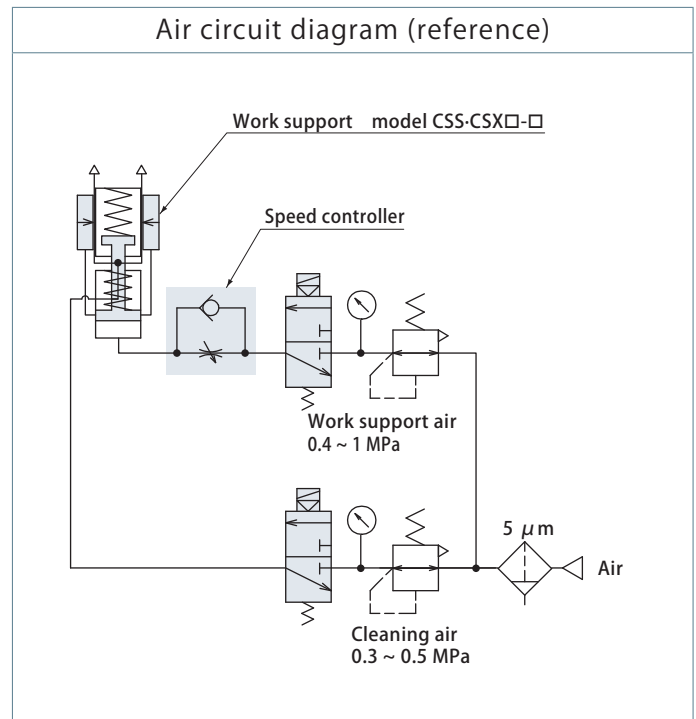 Air circuit diagram (reference)
Work support model CSS·CSX□-□
Speed controller
Work support air
0.4 ~ 1 MPa
5 μm
Air
Cleaning air
0.3 ~ 0.5 MPa